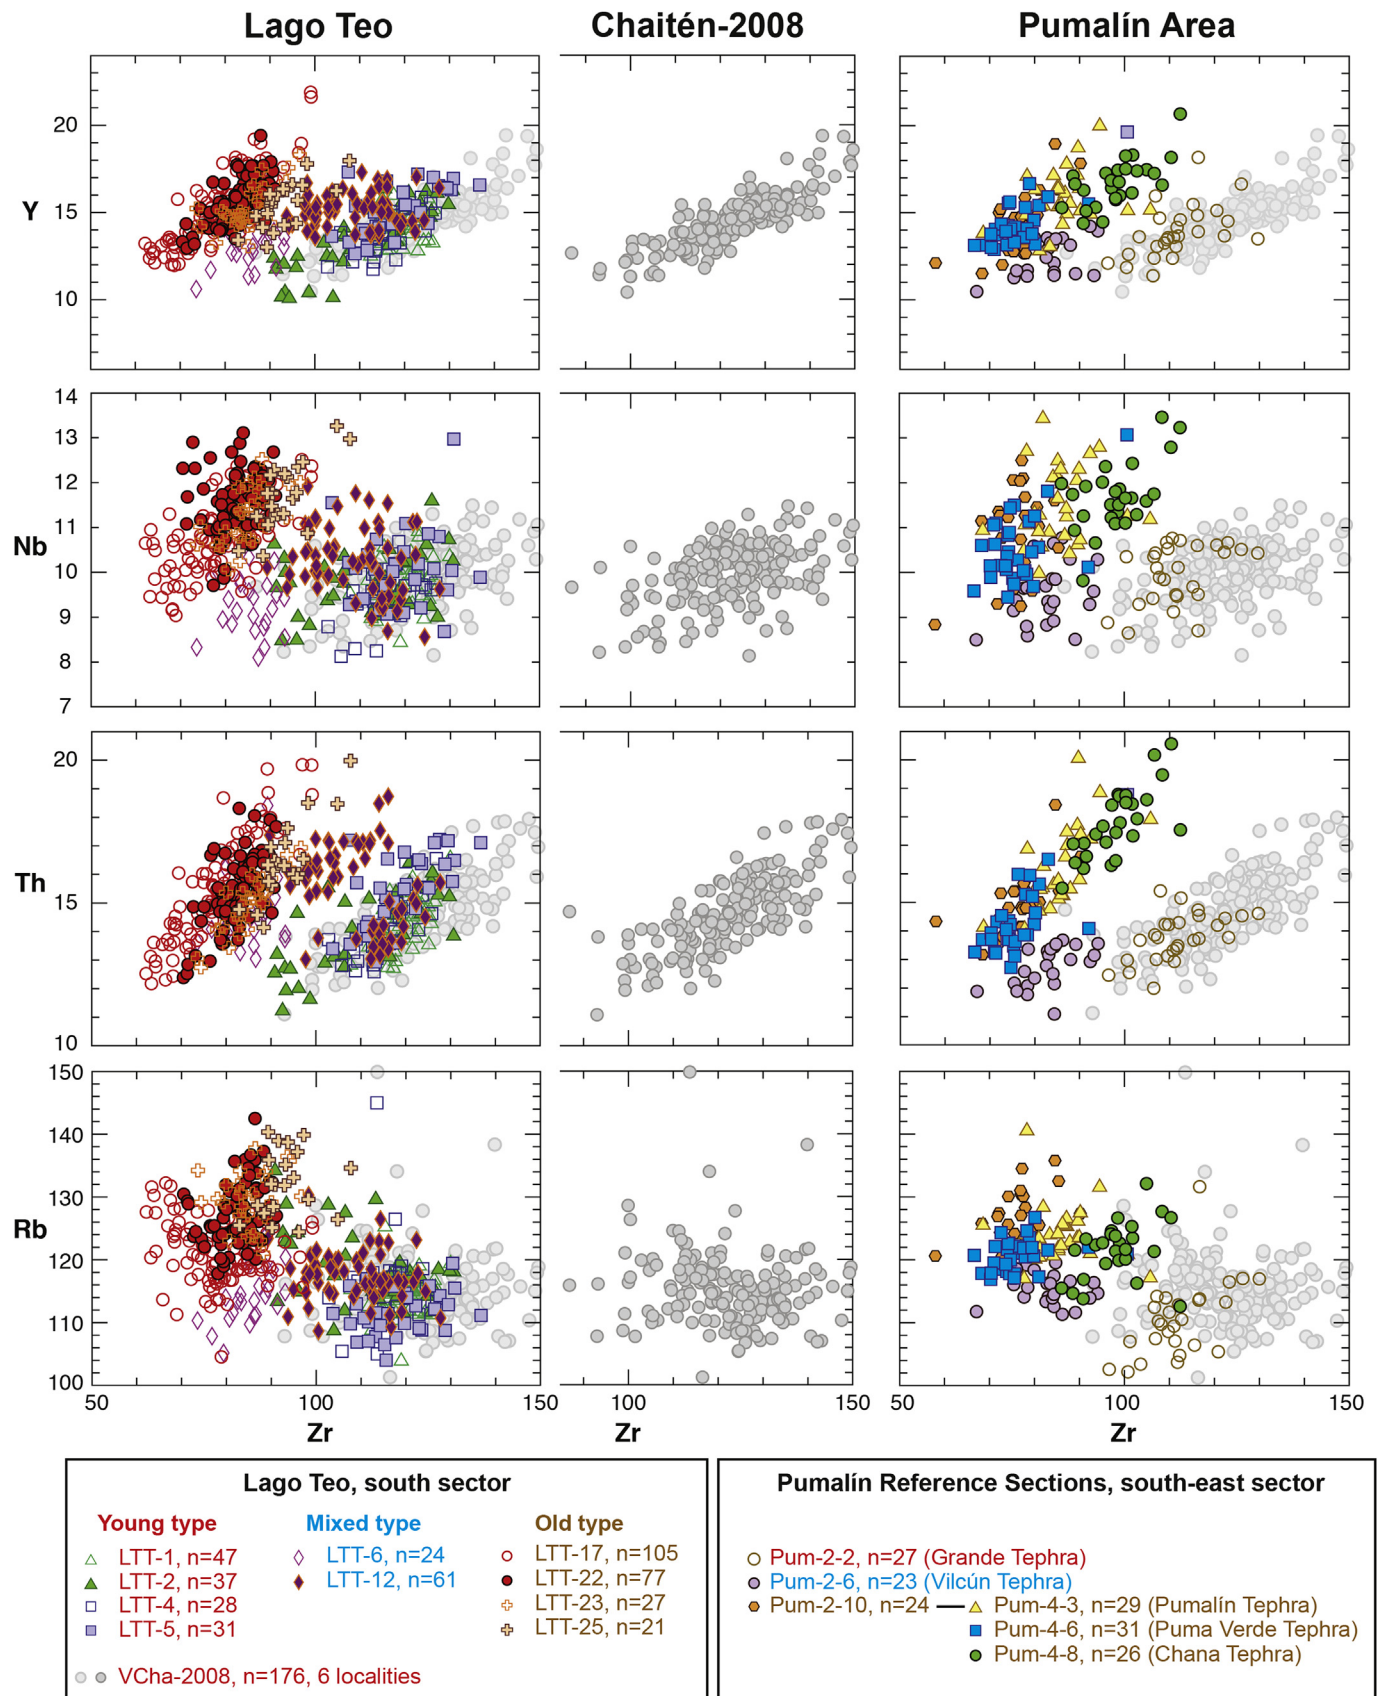 Lago Teo
Chaitén-2008
Pumalín Area
20
Y
15
10
14
13
12
11
Nb
10
9
8
7
20
Th
15
10
150
140
130
Rb
120
110
100
50 100 150 100 150 50 100 150
Zr Zr Zr
Lago Teo, south sector
Young type Mixed type Old type
LTT-1, n=47 LTT-6, n=24 LTT-17, n=105
LTT-2, n=37 LTT-12, n=61 LTT-22, n=77
LTT-4, n=28 LTT-23, n=27
LTT-5, n=31 LTT-25, n=21
VCha-2008, n=176, 6 localities
Pumalín Reference Sections, south-east sector
Pum-2-2, n=27 (Grande Tephra)
Pum-2-6, n=23 (Vilcún Tephra)
Pum-2-10, n=24 — Pum-4-3, n=29 (Pumalín Tephra)
Pum-4-6, n=31 (Puma Verde Tephra)
Pum-4-8, n=26 (Chana Tephra)